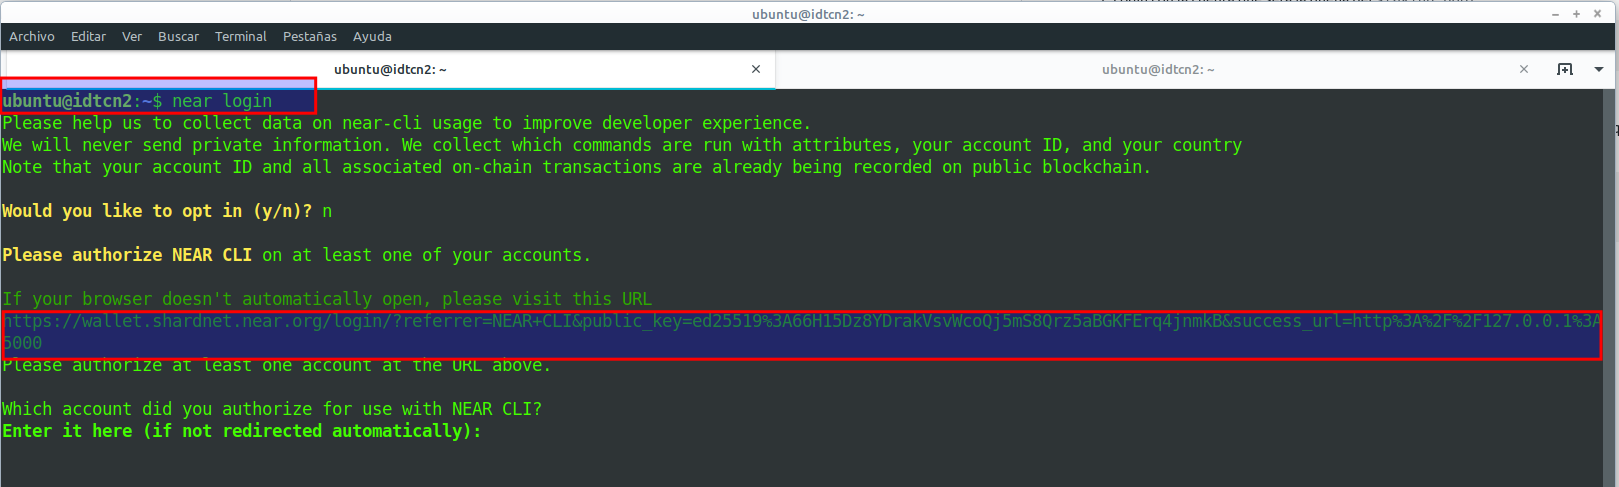 ubuntu@idtcn2: ~
Archivo Editar Ver Buscar Terminal Pestañas Ayuda
ubuntu@idtcn2: ~ ubuntu@idtcn2: ~
ubuntu@idtcn2:~$ near login
Please help us to collect data on near-cli usage to improve developer experience.
We will never send private information. We collect which commands are run with attributes, your account ID, and your country
Note that your account ID and all associated on-chain transactions are already being recorded on public blockchain.
Would you like to opt in (y/n)? n
Please authorize NEAR CLI on at least one of your accounts.
If your browser doesn't automatically open, please visit this URL
https://wallet.shardnet.near.org/login/?referrer=NEAR+CLI&public_key=ed25519%3A66H15Dz8YDrakVsvWcoQj5mS8Qrz5aBGKFErq4jnmkB&success_url=http%3A%2F%2F127.0.0.1%3A
5000
Please authorize at least one account at the URL above.
Which account did you authorize for use with NEAR CLI?
Enter it here (if not redirected automatically):